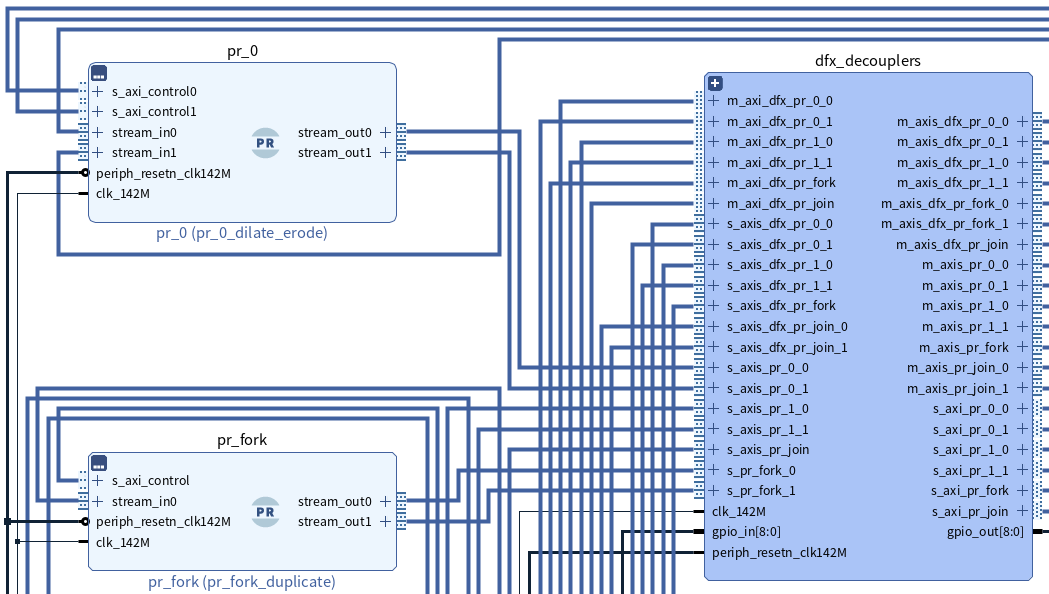 pr_0
s_axi_control0
s_axi_control1
stream_in0
stream_in1
periph_resetn_clk142M
clk_142M
PR
stream_out0
stream_out1
pr_0 (pr_0_dilate_erode)
pr_fork
s_axi_control
stream_in0
periph_resetn_clk142M
clk_142M
PR
stream_out0
stream_out1
pr_fork (pr_fork_duplicate)
dfx_decouplers
m_axi_dfx_pr_0_0
m_axi_dfx_pr_0_1
m_axi_dfx_pr_1_0
m_axi_dfx_pr_1_1
m_axi_dfx_pr_fork
m_axi_dfx_pr_join
s_axis_dfx_pr_0_0
s_axis_dfx_pr_0_1
s_axis_dfx_pr_1_0
s_axis_dfx_pr_1_1
s_axis_dfx_pr_fork
s_axis_dfx_pr_join_0
s_axis_dfx_pr_join_1
s_axis_pr_0_0
s_axis_pr_0_1
s_axis_pr_1_0
s_axis_pr_1_1
s_axis_pr_join
s_pr_fork_0
s_pr_fork_1
clk_142M
gpio_in[8:0]
periph_resetn_clk142M
m_axis_dfx_pr_0_0
m_axis_dfx_pr_0_1
m_axis_dfx_pr_1_0
m_axis_dfx_pr_1_1
m_axis_dfx_pr_fork_0
m_axis_dfx_pr_fork_1
m_axis_dfx_pr_join
m_axis_pr_0_0
m_axis_pr_0_1
m_axis_pr_1_0
m_axis_pr_1_1
m_axis_pr_fork
m_axis_pr_join_0
m_axis_pr_join_1
s_axi_pr_0_0
s_axi_pr_0_1
s_axi_pr_1_0
s_axi_pr_1_1
s_axi_pr_fork
s_axi_pr_join
gpio_out[8:0]